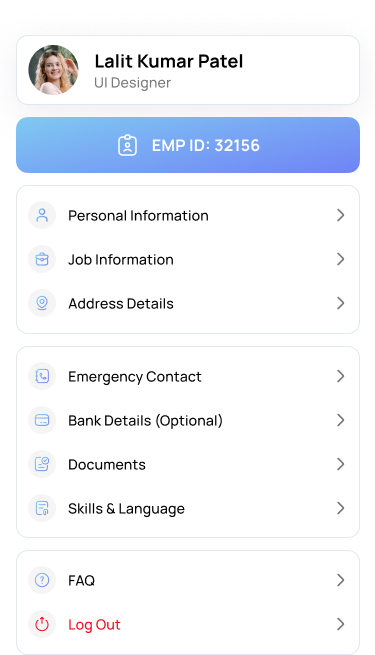 Lalit Kumar Patel
UI Designer
EMP ID: 32156
Personal Information
Job Information
Address Details
Emergency Contact
Bank Details (Optional)
Documents
Skills & Language
FAQ
Log Out